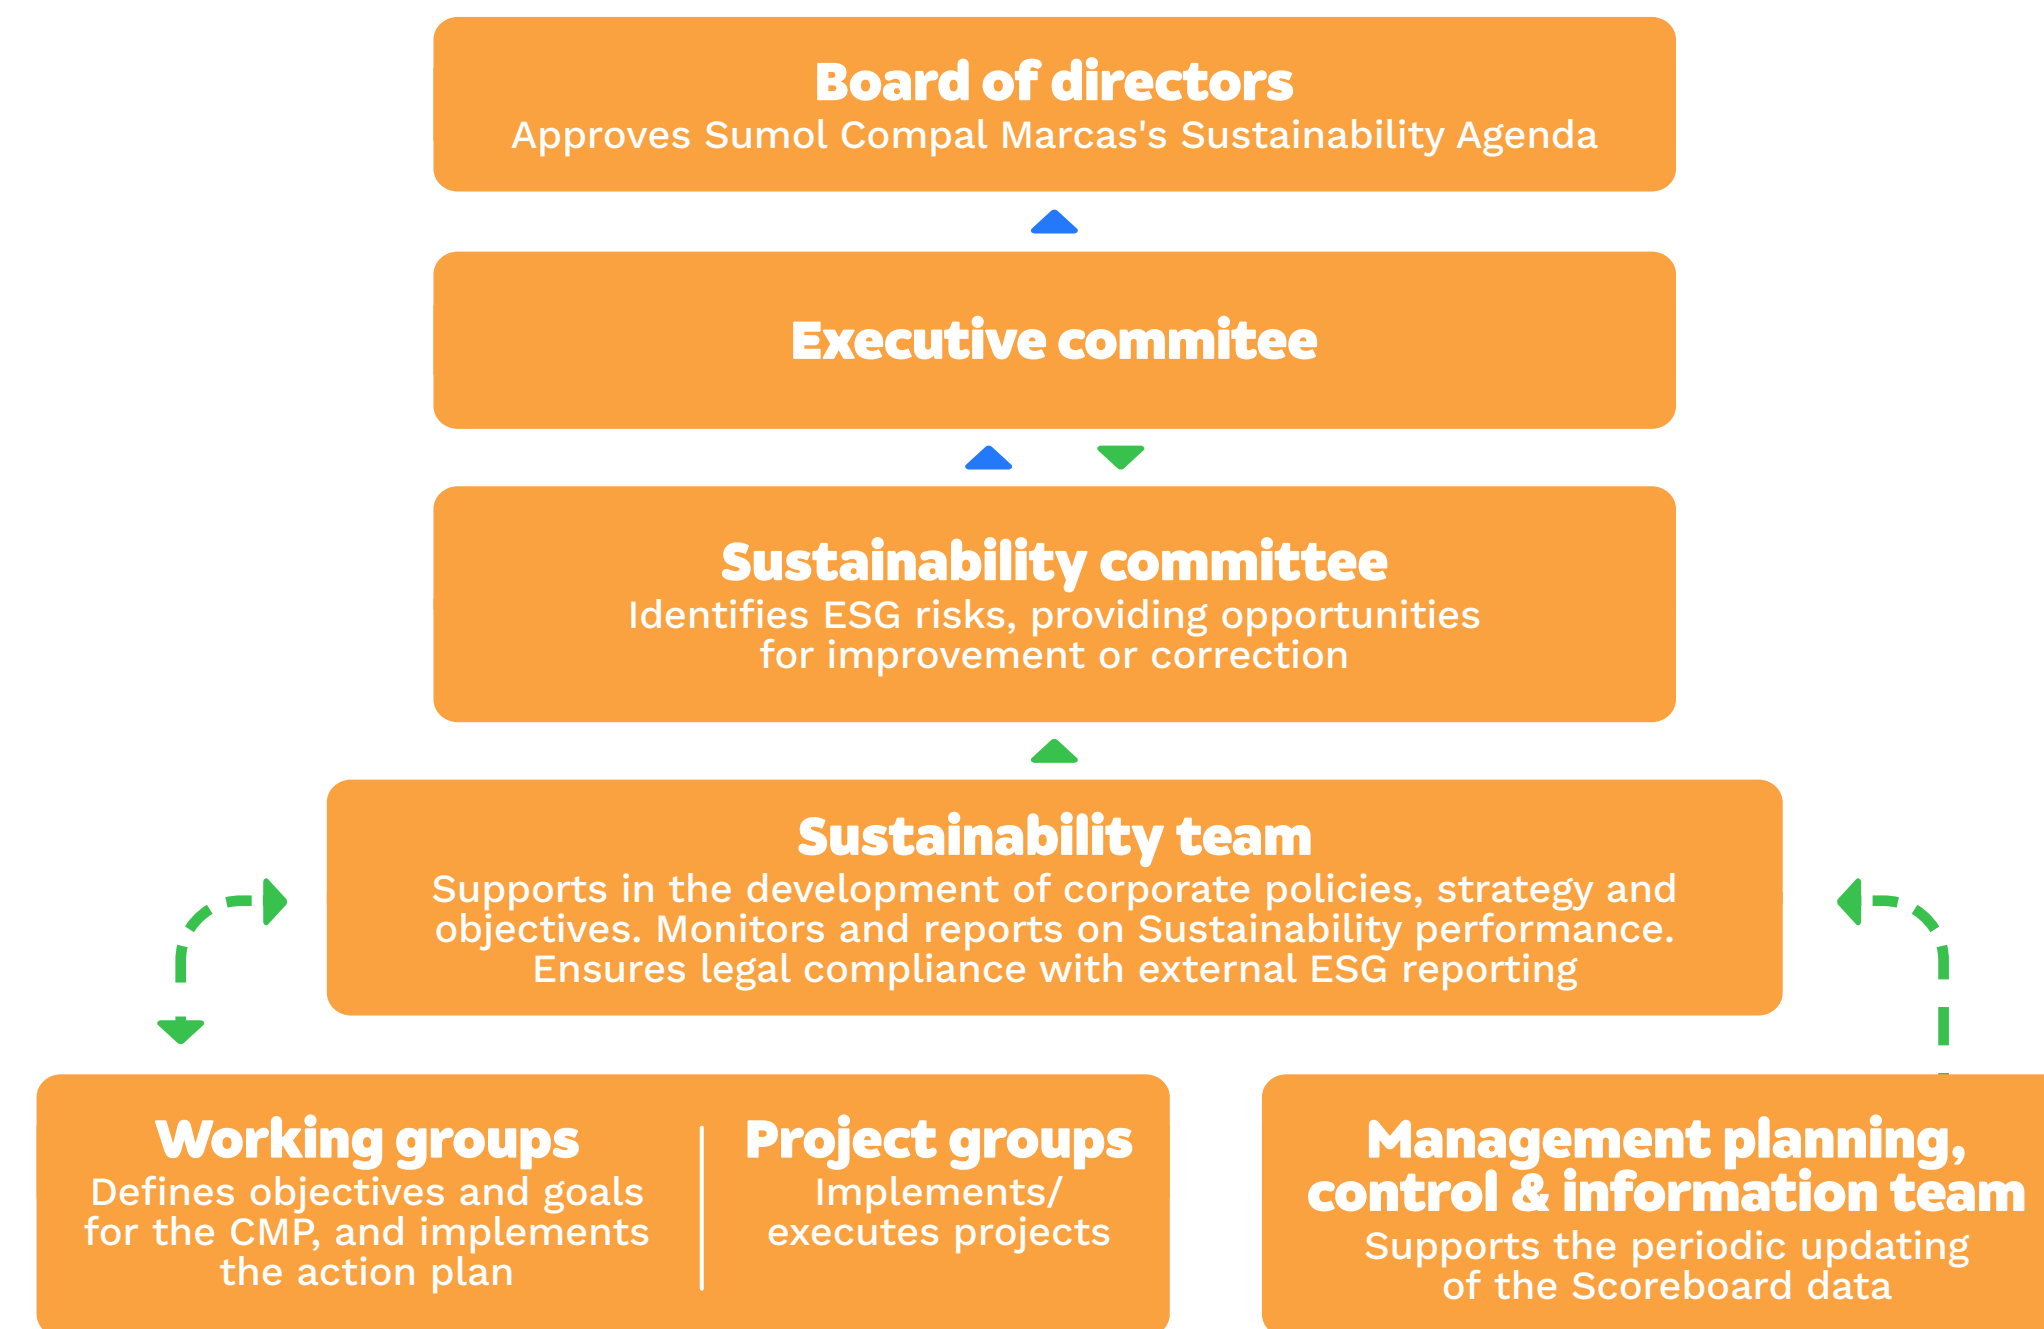 Board of directors
Approves Sumol Compal Marcas's Sustainability Agenda
Executive commitee
Sustainability committee
Identifies ESG risks, providing opportunities
for improvement or correction
Sustainability team
Supports in the development of corporate policies, strategy and
objectives. Monitors and reports on Sustainability performance.
Ensures legal compliance with external ESG reporting
Working groups
Defines objectives and goals
for the CMP, and implements
the action plan
Project groups
Implements/
executes projects
Management planning,
control & information team
Supports the periodic updating
of the Scoreboard data